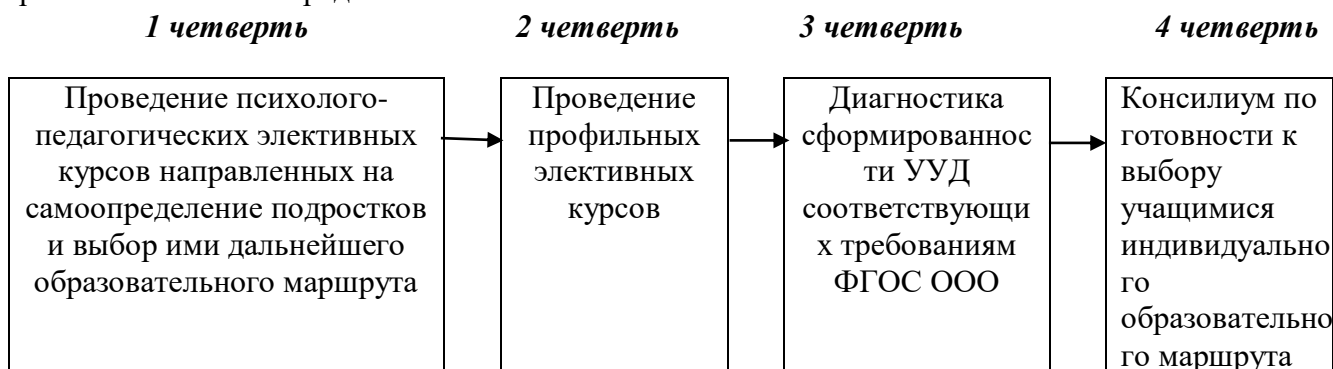 1 четверть
2 четверть
3 четверть
4 четверть
Проведение психолого-
педагогических элективных
курсов направленных на
самоопределение подростков
и выбор ими дальнейшего
образовательного маршрута
Проведение
профильных
элективных
курсов
Диагностика
сформированнос
ти УУД
соответствующи
х требованиям
ФГОС ООО
Консилиум по
готовности к
выбору
учащимися
индивидуально
го
образовательно
го маршрута